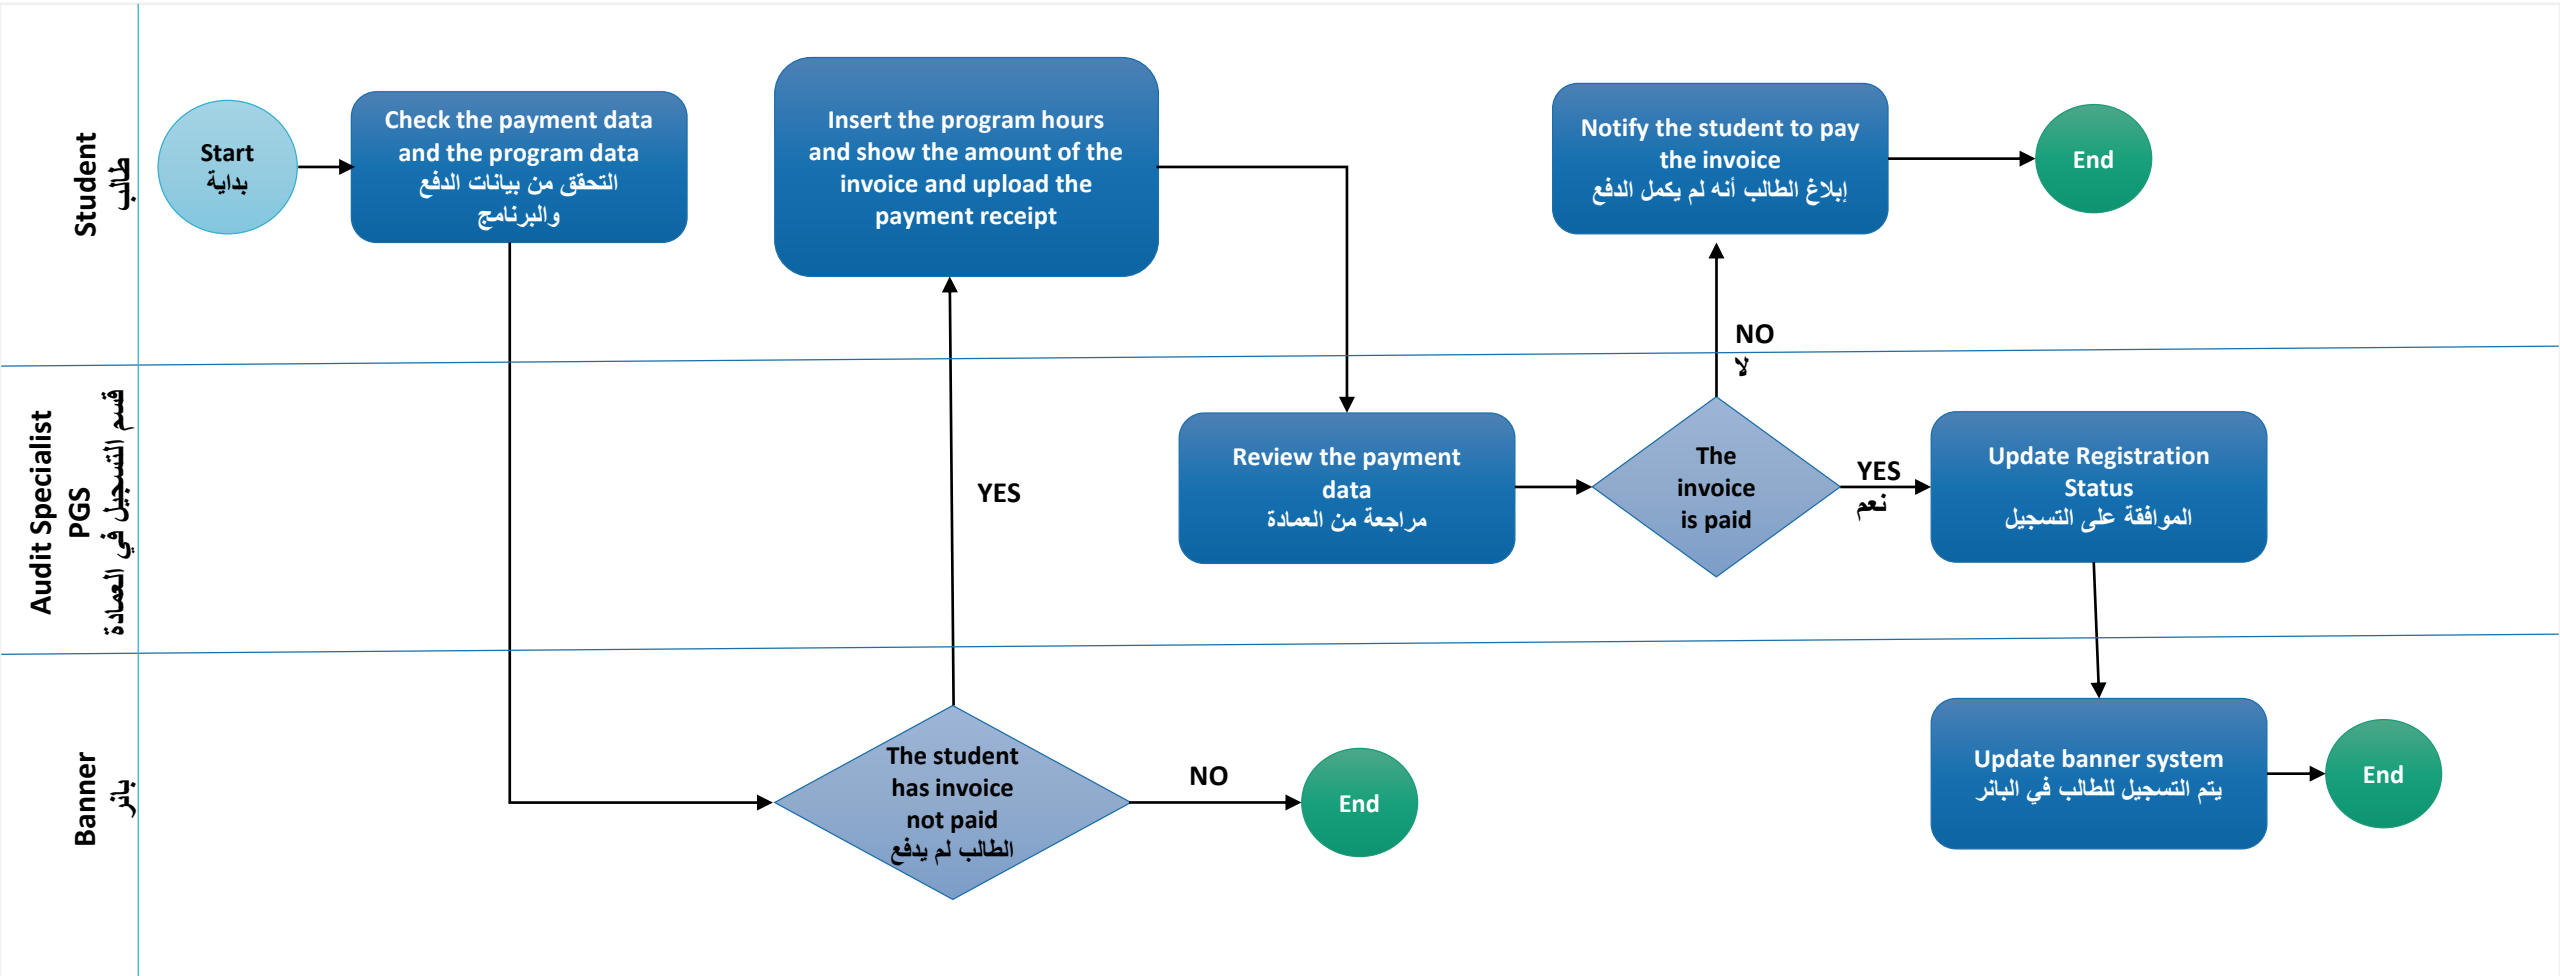 Student
طالب
Start
بداية
Check the payment data
and the program data
التحقق من بيانات الدفع
والبرنامج
Insert the program hours
and show the amount of the
invoice and upload the
payment receipt
Notify the student to pay
the invoice
إبلاغ الطالب أنه لم يكمل الدفع
End
NO
لا
Audit Specialist
PGS
قسم التسجيل في العمادة
YES
Review the payment
data
مراجعة من العمادة
The
invoice
is paid
YES
نعم
Update Registration
Status
الموافقة على التسجيل
Banner
بانر
The student
has invoice
not paid
الطالب لم يدفع
NO
End
Update banner system
يتم التسجيل للطالب في البانر
End